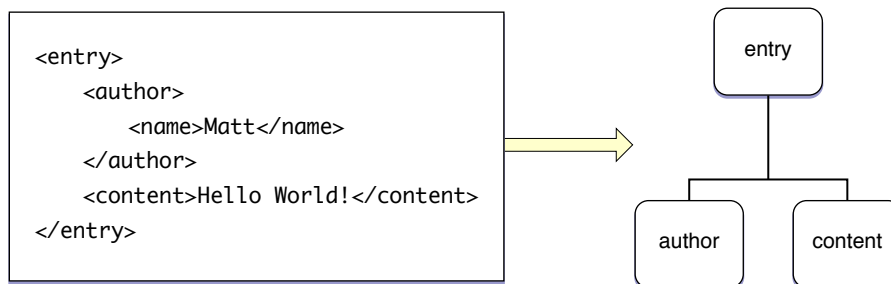 <entry>
<author>
<name>Matt</name>
</author>
<content>Hello World!</content>
</entry>
entry
author
content